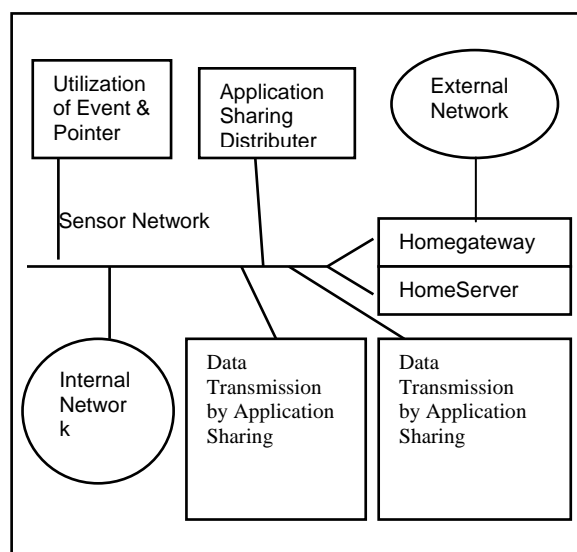 Utilization
of Event &
Pointer
Application
Sharing
Distributer
External
Network
Sensor Network
Homegateway
HomeServer
Internal
Networ
k
Data
Transmission
by Application
Sharing
Data
Transmission
by Application
Sharing